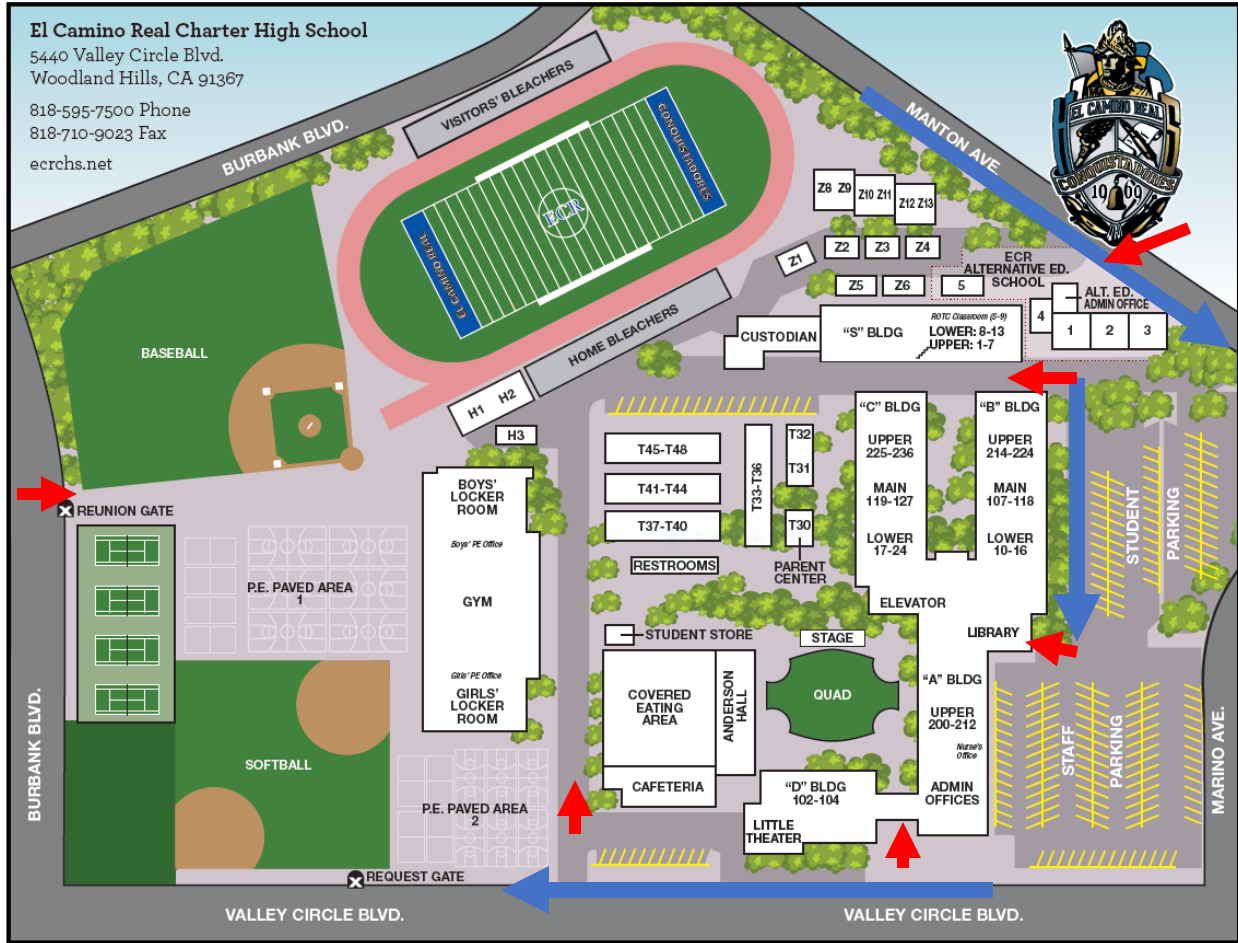 El Camino Real Charter High School
5440 Valley Circle Blvd.
Woodland Hills, CA 91367
818-595-7500 Phone
818-710-9023 Fax
ecrchs.net
BURBANK BLVD.
VISITORS' BLEACHERS
MANTON AVE.
EL CAMINO REAL
CONQUISTADORES
1969
CONQUISTADORES
ECR
EL CAMINO REAL
HOME BLEACHERS
Z8 Z9
Z10 Z11
Z12 Z13
Z1
Z2
Z3
Z4
Z5
Z6
ECR
ALTERNATIVE ED.
SCHOOL
5
ALT. ED.
ADMIN OFFICE
4
1
2
3
CUSTODIAN
"S" BLDG
ROTC Classroom (S-9)
LOWER: 8-13
UPPER: 1-7
BASEBALL
H1 H2
H3
T45-T48
T41-T44
T37-T40
T33-T36
T32
T31
T30
PARENT
CENTER
RESTROOMS
"C" BLDG
UPPER
225-236
MAIN
119-127
LOWER
17-24
"B" BLDG
UPPER
214-224
MAIN
107-118
LOWER
10-16
STUDENT
PARKING
REUNION GATE
BOYS'
LOCKER
ROOM
Boys' PE Office
GYM
Girls' PE Office
GIRLS'
LOCKER
ROOM
P.E. PAVED AREA
1
ELEVATOR
LIBRARY
STUDENT STORE
STAGE
COVERED
EATING
AREA
ANDERSON
HALL
QUAD
"A" BLDG
UPPER
200-212
Nurse's
Office
ADMIN
OFFICES
CAFETERIA
"D" BLDG
102-104
LITTLE
THEATER
STAFF
PARKING
MARINO AVE.
BURBANK BLVD.
SOFTBALL
P.E. PAVED AREA
2
REQUEST GATE
VALLEY CIRCLE BLVD.
VALLEY CIRCLE BLVD.